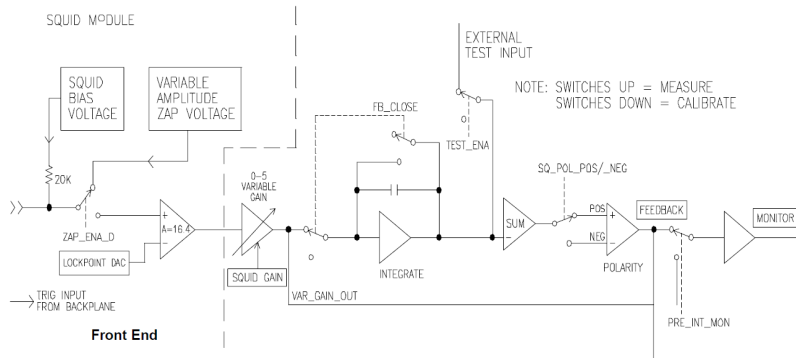 SQUID MODULE
SQUID
BIAS
VOLTAGE
VARIABLE
AMPLITUDE
ZAP VOLTAGE
EXTERNAL
TEST INPUT
NOTE: SWITCHES UP = MEASURE
SWITCHES DOWN = CALIBRATE
FB_CLOSE
TEST_ENA
20K
0-5
VARIABLE
GAIN
SQ_POL_POS/_NEG
A=16.4
+
-
ZAP_ENA_D
LOCKPOINT DAC
SQUID GAIN
INTEGRATE
-
SUM
POS
+
NEG
-
POLARITY
FEEDBACK
MONITOR
VAR_GAIN_OUT
PRE_INT_MON
TRIG INPUT
FROM BACKPLANE
Front End